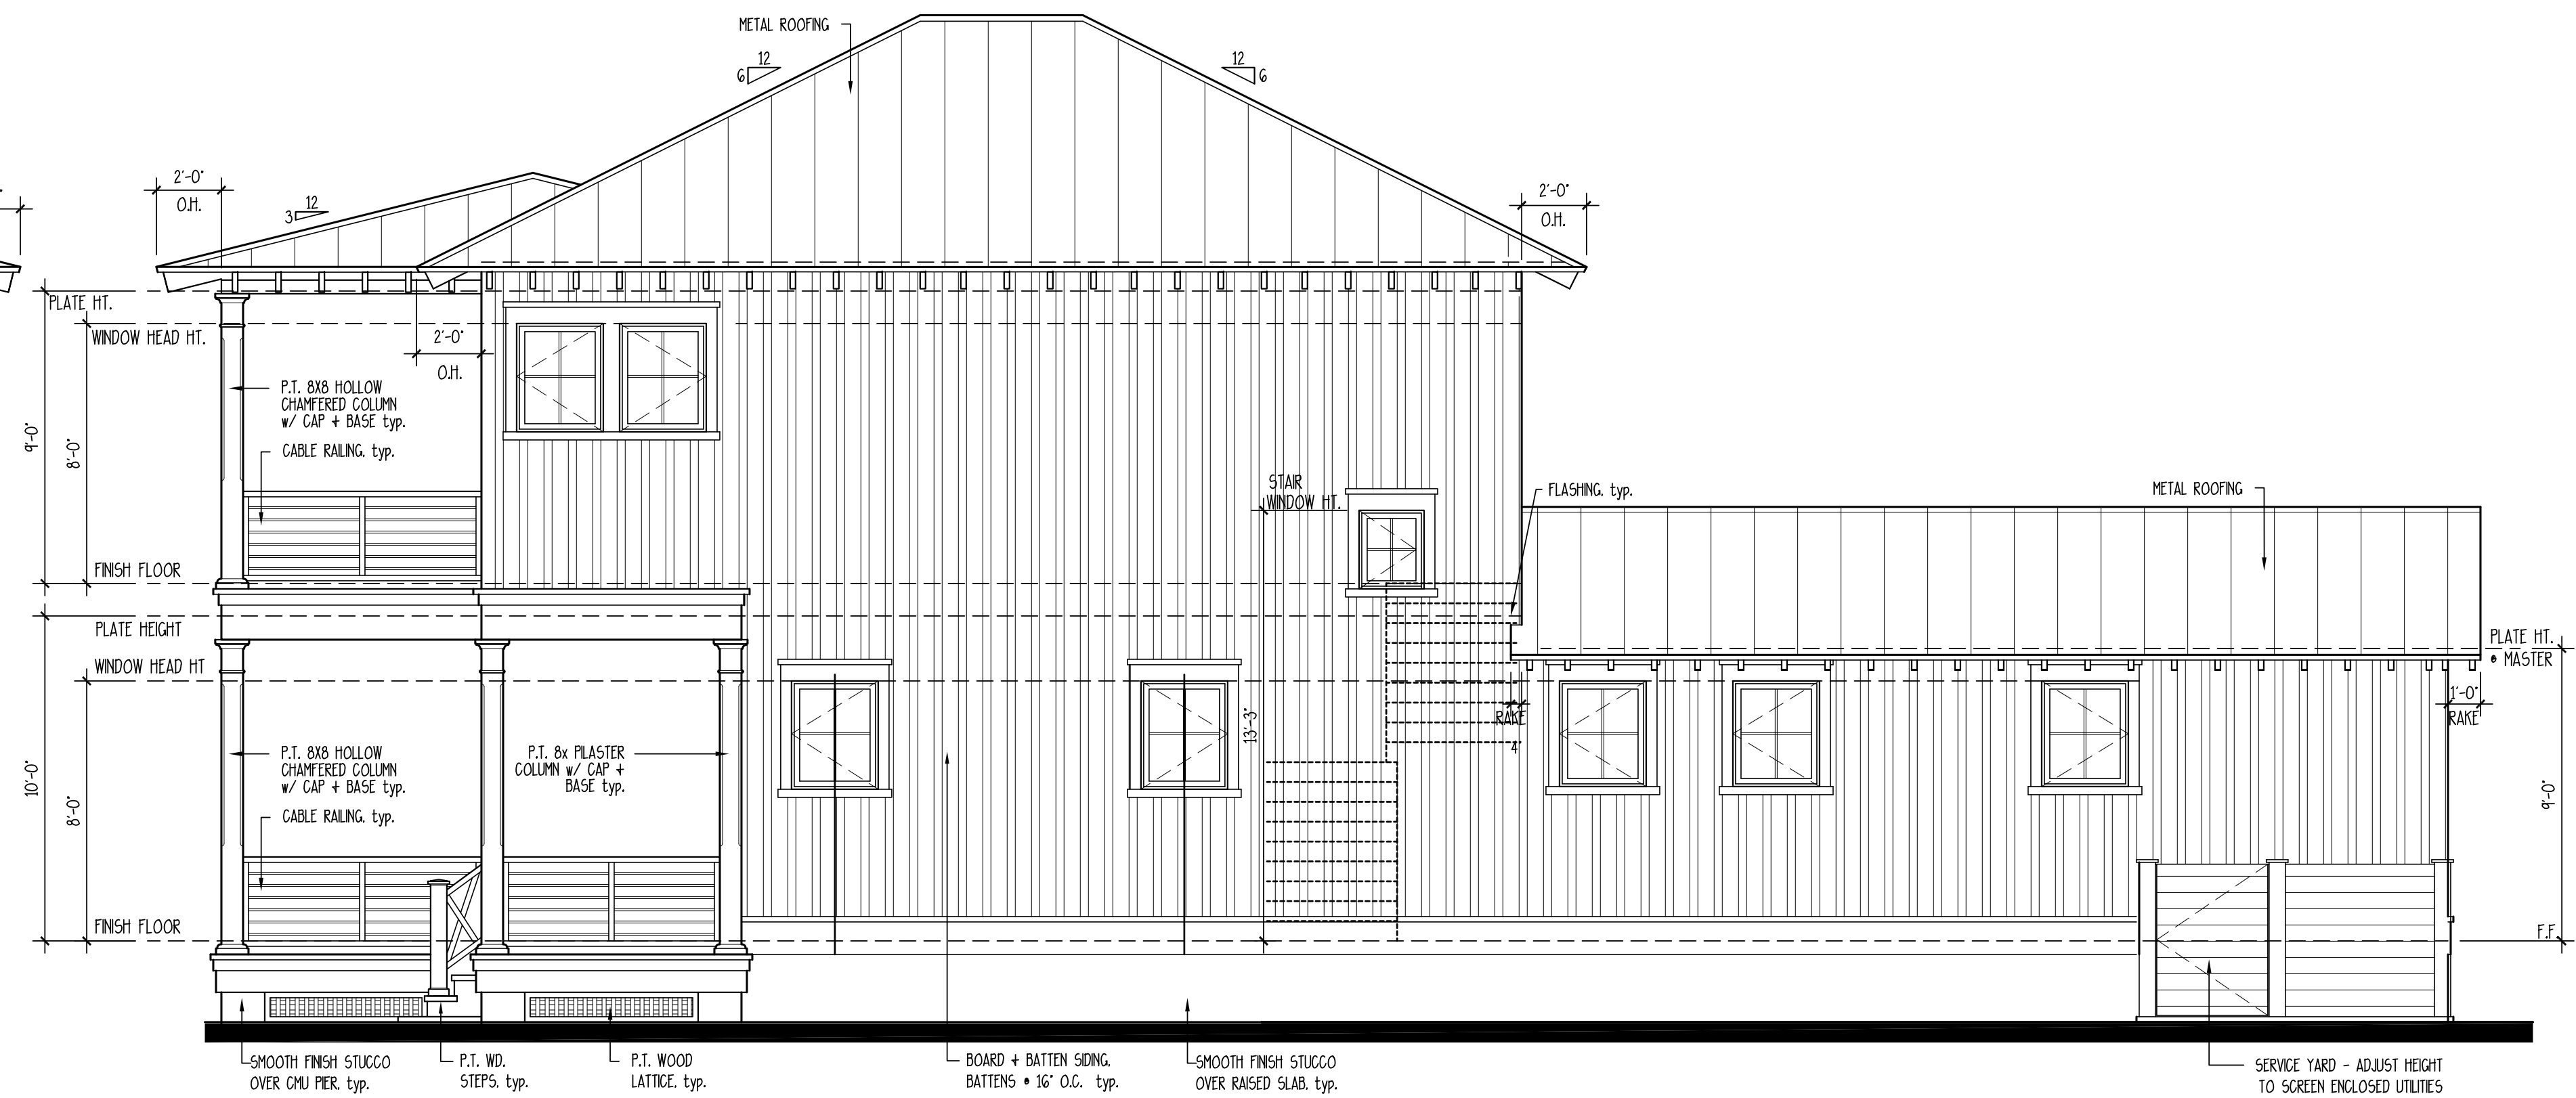 METAL ROOFING
12
6
12
6
2'-0"
O.H.
12
3
2'-0"
O.H.
PLATE HT.
WINDOW HEAD HT.
2'-0"
O.H.
P.T. 8X8 HOLLOW
CHAMFERED COLUMN
w/ CAP + BASE typ.
CABLE RAILING, typ.
9'-0"
8'-0"
FINISH FLOOR
STAIR
WINDOW HT.
FLASHING, typ.
METAL ROOFING
PLATE HEIGHT
WINDOW HEAD HT
PLATE HT.
@ MASTER
1'-0"
RAKE
RAKE
4
13'-3"
P.T. 8X8 HOLLOW
CHAMFERED COLUMN
w/ CAP + BASE typ.
P.T. 8x PILASTER
COLUMN w/ CAP +
BASE typ.
CABLE RAILING, typ.
10'-0"
8'-0"
9'-0"
FINISH FLOOR
F.F.
SMOOTH FINISH STUCCO
OVER CMU PIER, typ.
P.T. WD.
STEPS, typ.
P.T. WOOD
LATTICE, typ.
BOARD + BATTEN SIDING,
BATTENS @ 16" O.C. typ.
SMOOTH FINISH STUCCO
OVER RAISED SLAB, typ.
SERVICE YARD - ADJUST HEIGHT
TO SCREEN ENCLOSED UTILITIES